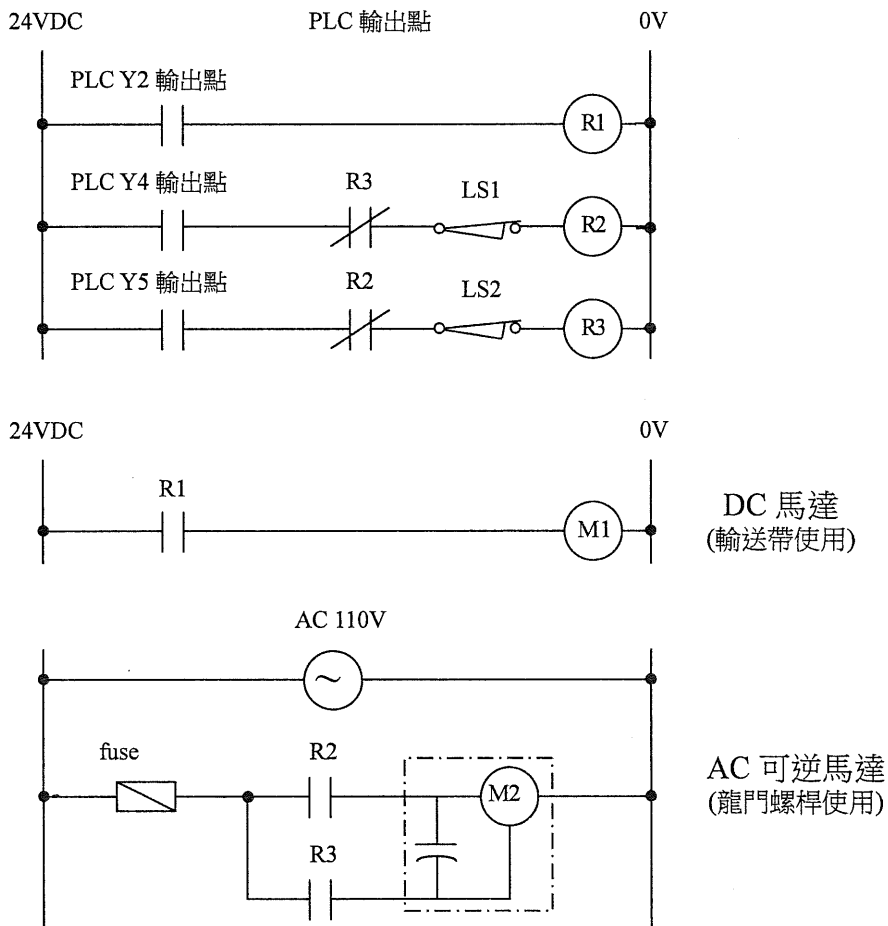 24VDC PLC 輸出點 0V
PLC Y2 輸出點
R1
PLC Y4 輸出點 R3 LS1
R2
PLC Y5 輸出點 R2 LS2
R3
24VDC 0V
R1
M1
DC 馬達
(輸送帶使用)
AC 110V
~
fuse R2
M2
AC 可逆馬達
(龍門螺桿使用)
R3